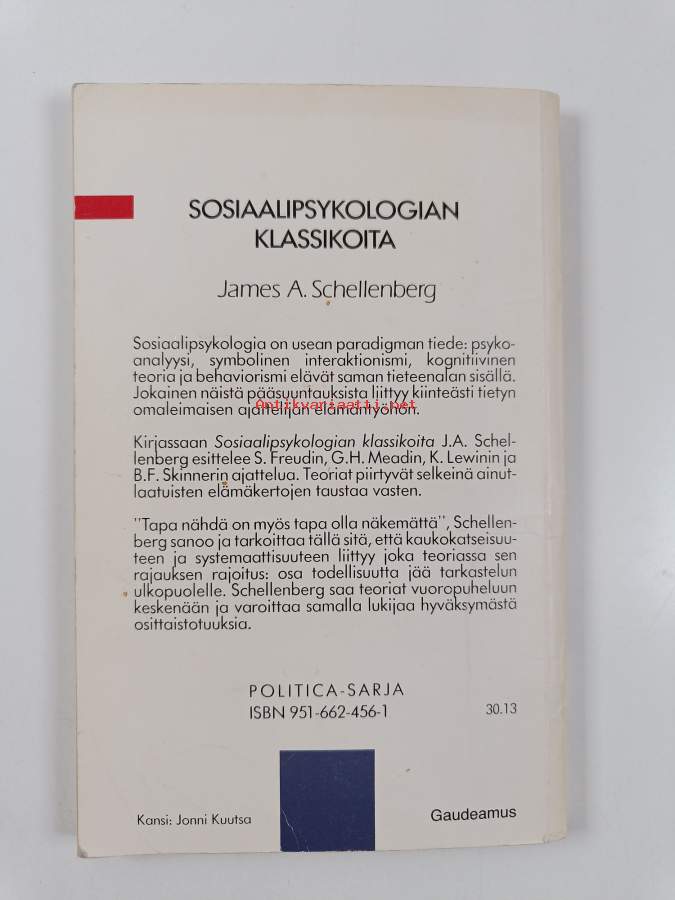 SOSIAALIPSYKOLOGIAN
KLASSIKOITA
James A. Schellenberg
Sosiaalipsykologia on usean paradigman tiede: psyko-
analyysi, symbolinen interaktionismi, kognitiivinen
teoria ja behaviorismi elävät saman tieteenalan sisällä.
Jokainen näistä pääsuuntauksista liittyy kiinteästi tietyn
omaleimaisen ajattelijan elämäntyöhön.
Antikvariaatti.net
Kirjassaan Sosiaalipsykologian klassikoita J.A. Schel-
lenberg esittelee S. Freudin, G.H. Meadin, K. Lewinin ja
B.F. Skinnerin ajattelua. Teoriat piirtyvät selkeinä ainut-
laatuisten elämäkertojen taustaa vasten.
"Tapa nähdä on myös tapa olla näkemättä", Schellen-
berg sanoo ja tarkoittaa tällä sitä, että kaukokatseisuu-
teen ja systemaattisuuteen liittyy joka teoriassa sen
rajauksen rajoitus: osa todellisuutta jää tarkastelun
ulkopuolelle. Schellenberg saa teoriat vuoropuheluun
keskenään ja varoittaa samalla lukijaa hyväksymästä
osittaistotuuksia.
POLITICA-SARJA
ISBN 951-662-456-1
30.13
Kansi: Jonni Kuutsa
Gaudeamus